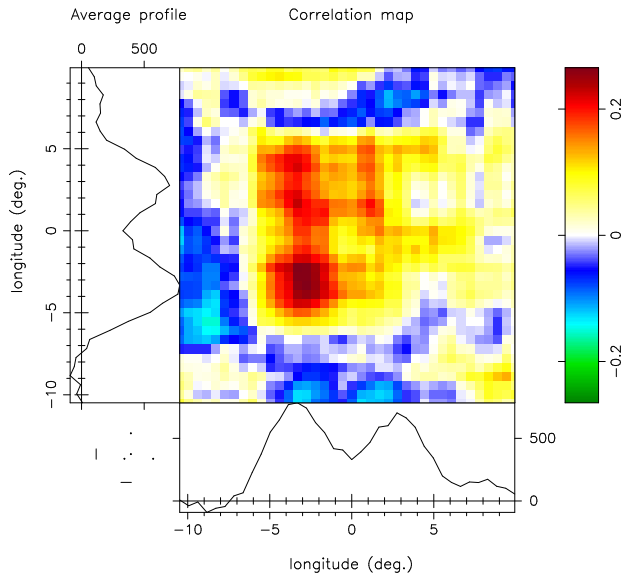 Average profile
Correlation map
0 500
5
0
−5
−10
longitude (deg.)
0.2
0
−0.2
500
0
−10 −5 0 5
longitude (deg.)